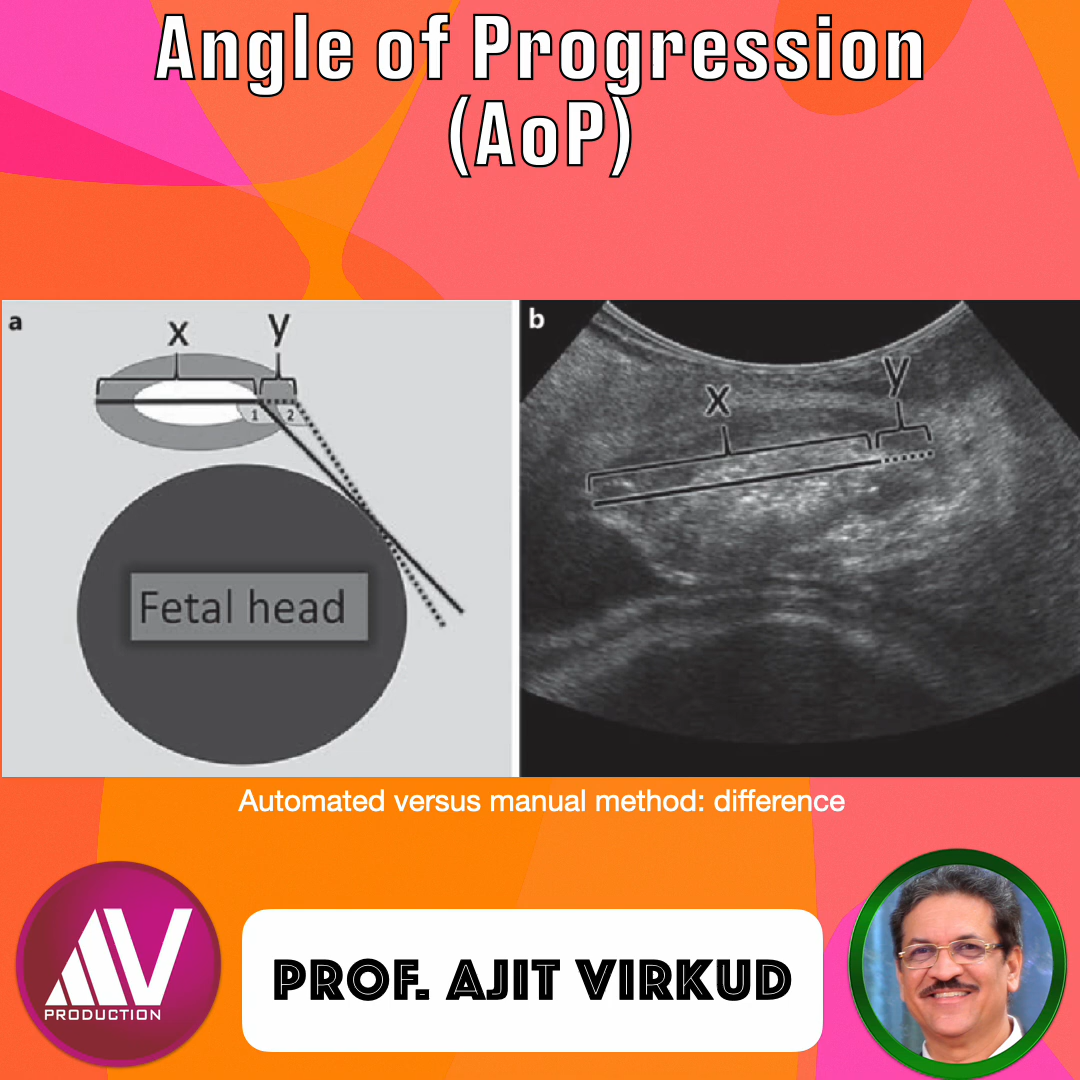 Angle of Progression
(AoP)
a
x
y
1
2
Fetal head
b
x
y
Automated versus manual method: difference
AV
PRODUCTION
PROF. AJIT VIRKUD